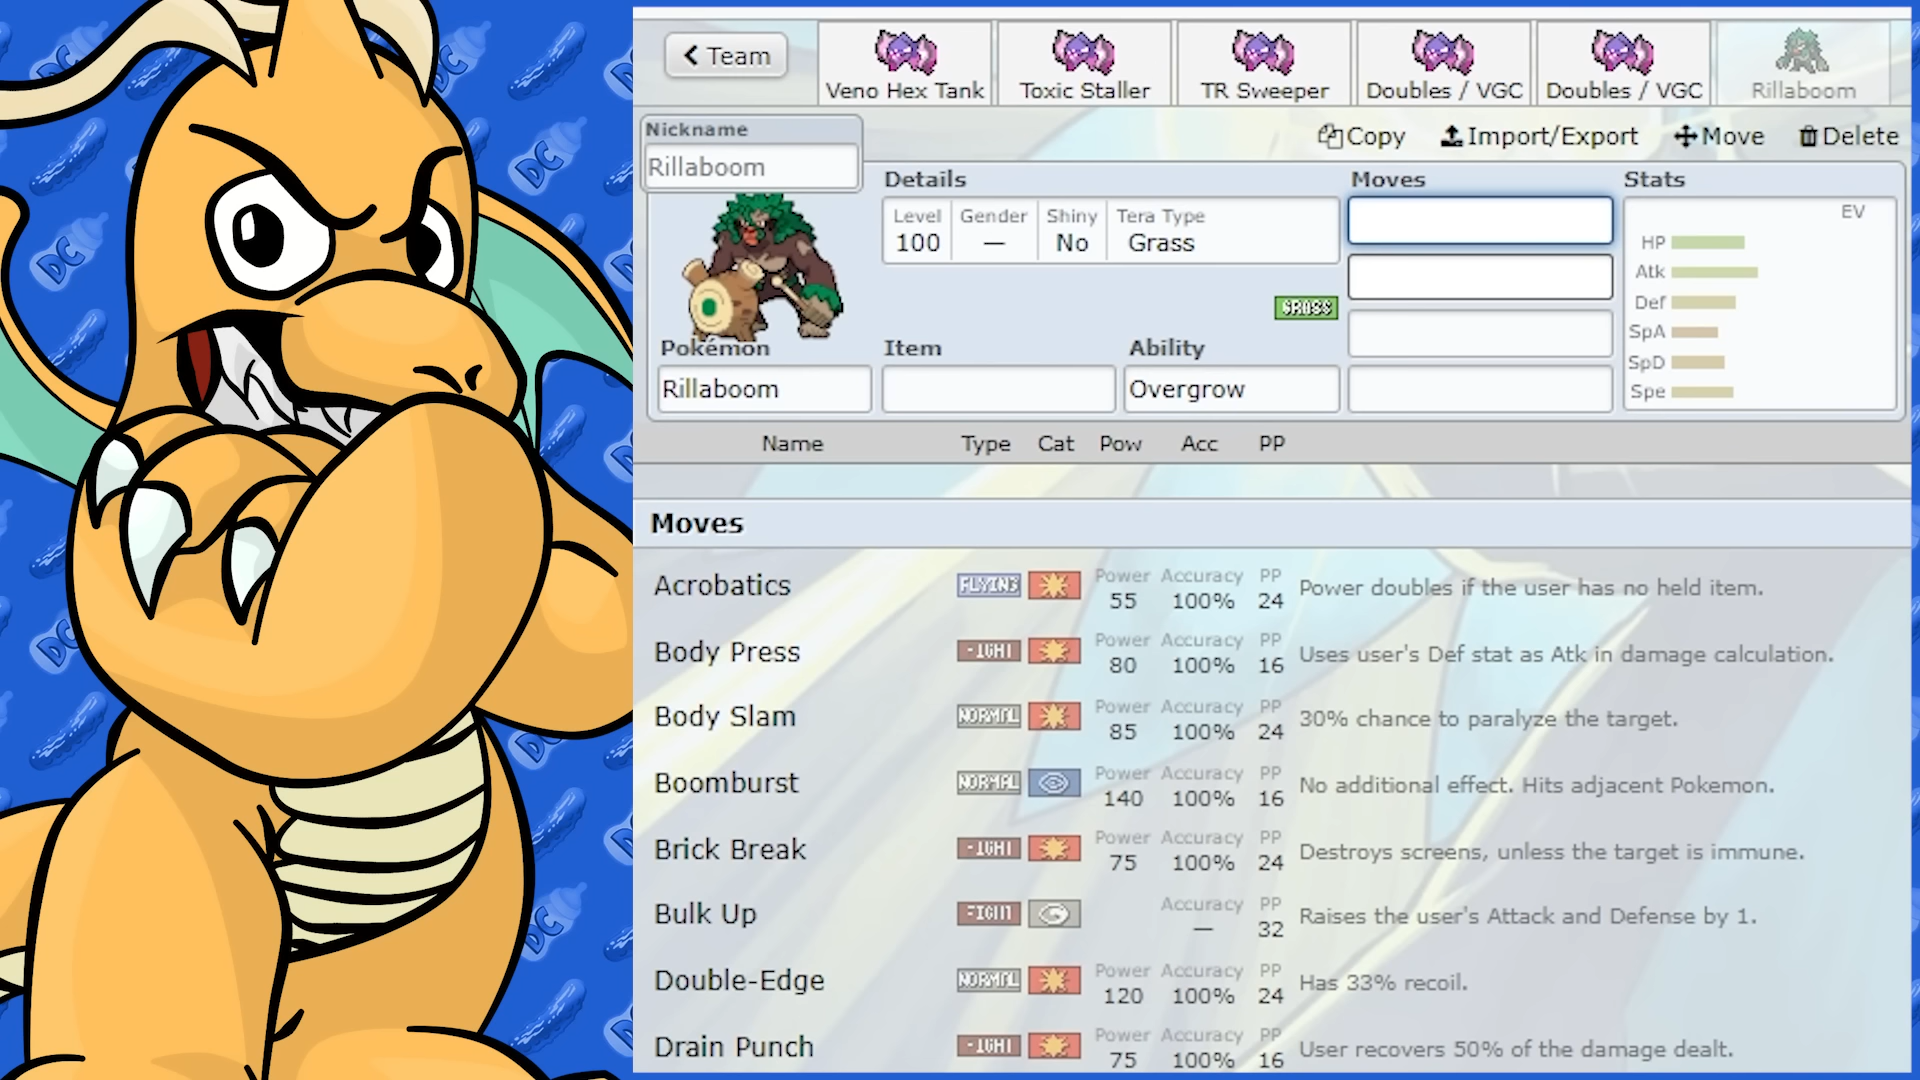 Team
Veno Hex Tank
Toxic Staller
TR Sweeper
Doubles / VGC
Doubles / VGC
Rillaboom
Nickname
Rillaboom
Copy
Import/Export
Move
Delete
Details
Moves
Stats
Level
Gender
Shiny
Tera Type
100
—
No
Grass
EV
HP
Atk
Def
SpA
SpD
Spe
GRASS
Pokémon
Item
Ability
Rillaboom
Overgrow
Name Type Cat Pow Acc PP
Moves
Acrobatics FLYING Power 55 Accuracy 100% PP 24 Power doubles if the user has no held item.
Body Press FIGHT Power 80 Accuracy 100% PP 16 Uses user's Def stat as Atk in damage calculation.
Body Slam NORMAL Power 85 Accuracy 100% PP 24 30% chance to paralyze the target.
Boomburst NORMAL Power 140 Accuracy 100% PP 16 No additional effect. Hits adjacent Pokemon.
Brick Break FIGHT Power 75 Accuracy 100% PP 24 Destroys screens, unless the target is immune.
Bulk Up FIGHT Accuracy — PP 32 Raises the user's Attack and Defense by 1.
Double-Edge NORMAL Power 120 Accuracy 100% PP 24 Has 33% recoil.
Drain Punch FIGHT Power 75 Accuracy 100% PP 16 User recovers 50% of the damage dealt.
DC
DC
DC
DC
DC
DC